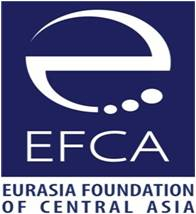 EFCA
EURASIA FOUNDATION
OF CENTRAL ASIA